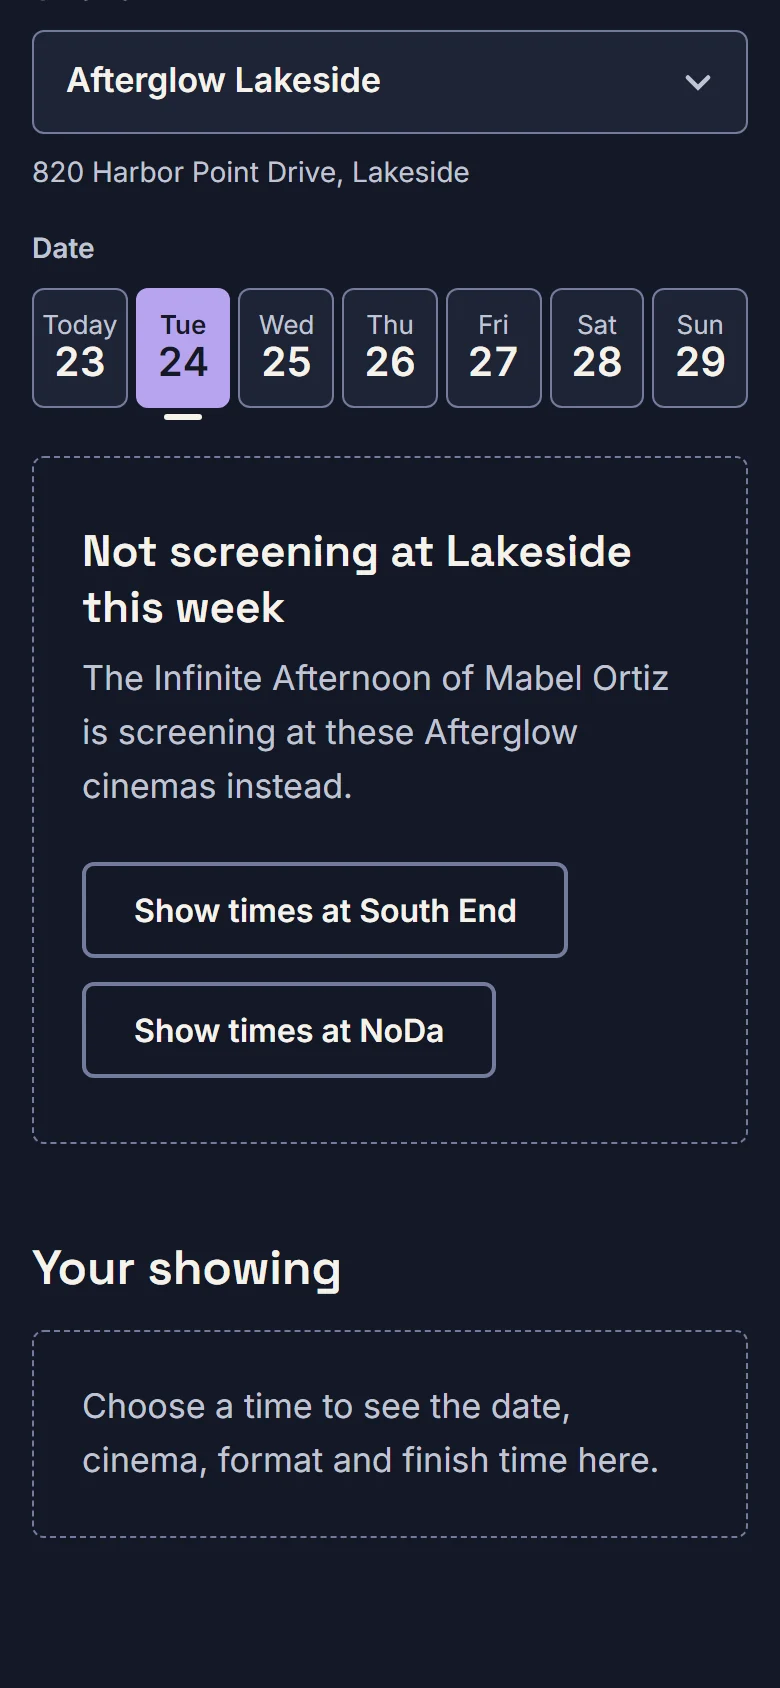 Afterglow Lakeside
820 Harbor Point Drive, Lakeside
Date
Today Tue Wed Thu Fri Sat Sun
23 24 25 26 27 28 29
Not screening at Lakeside
this week
The Infinite Afternoon of Mabel Ortiz
is screening at these Afterglow
cinemas instead.
Show times at South End
Show times at NoDa
Your showing
Choose a time to see the date,
cinema, format and finish time here.